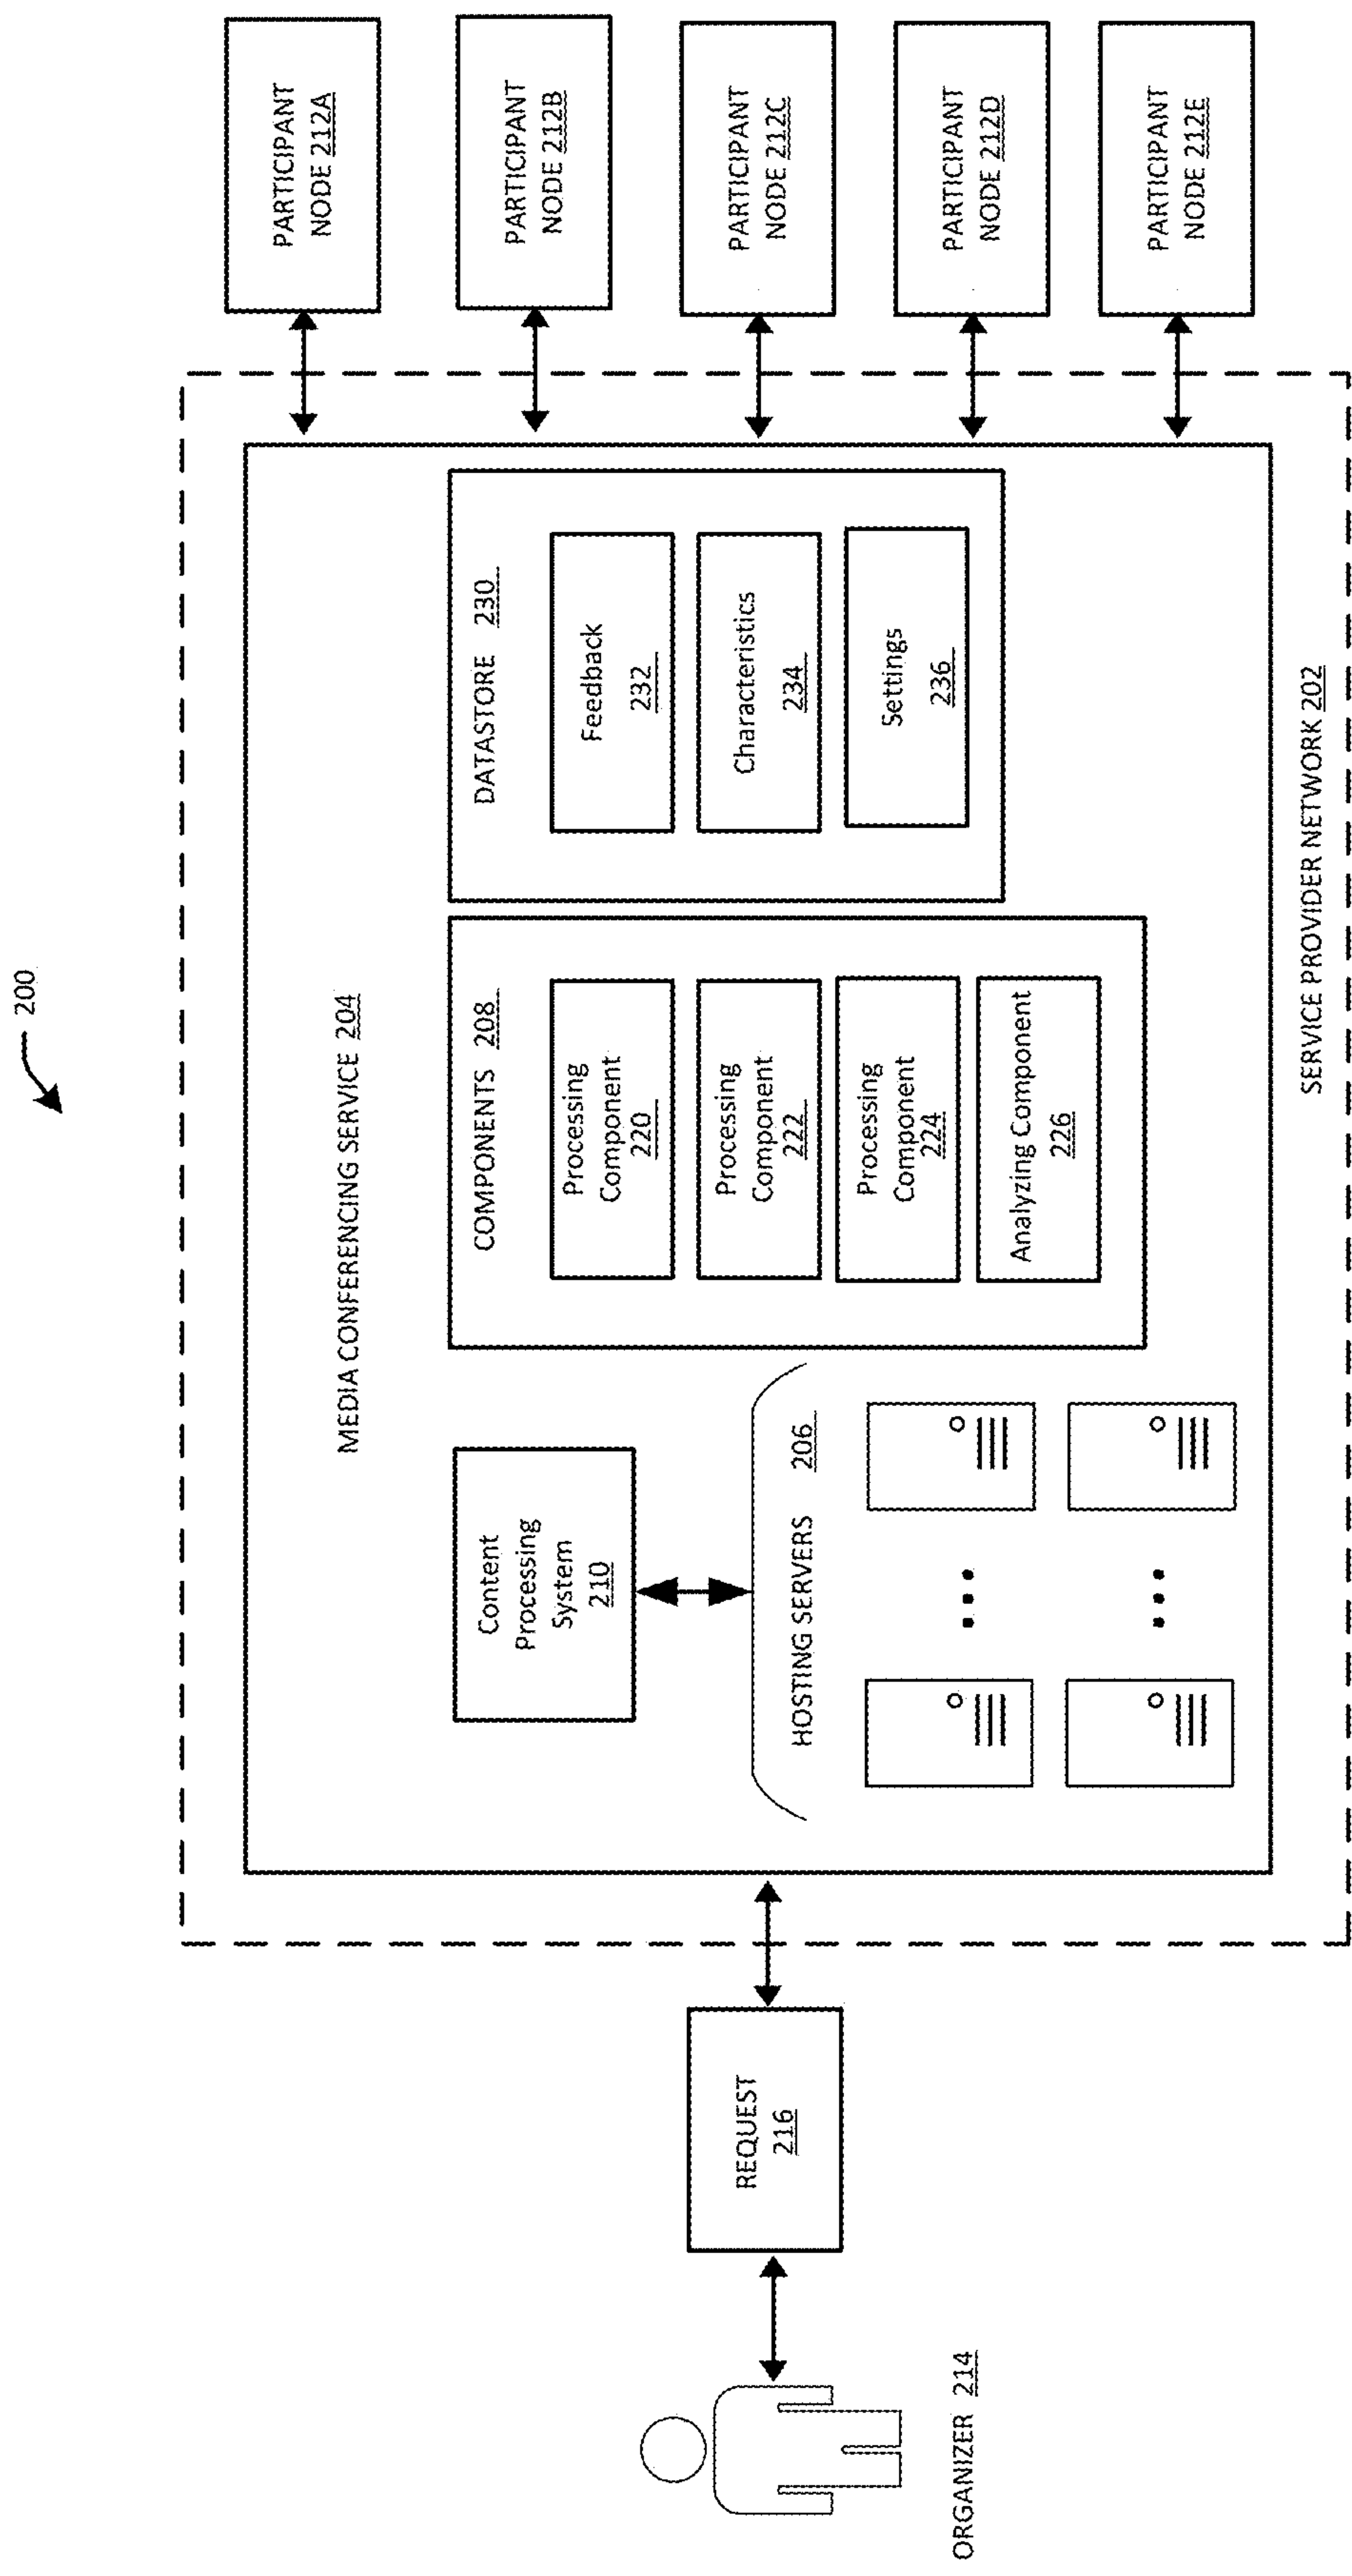 200
MEDIA CONFERENCING SERVICE 204
Content
Processing
System
210
HOSTING SERVERS 206
COMPONENTS 208
Processing
Component
220
Processing
Component
222
Processing
Component
224
Analyzing Component
226
DATASTORE 230
Feedback
232
Characteristics
234
Settings
236
SERVICE PROVIDER NETWORK 202
ORGANIZER 214
REQUEST
216
PARTICIPANT
NODE 212A
PARTICIPANT
NODE 212B
PARTICIPANT
NODE 212C
PARTICIPANT
NODE 212D
PARTICIPANT
NODE 212E